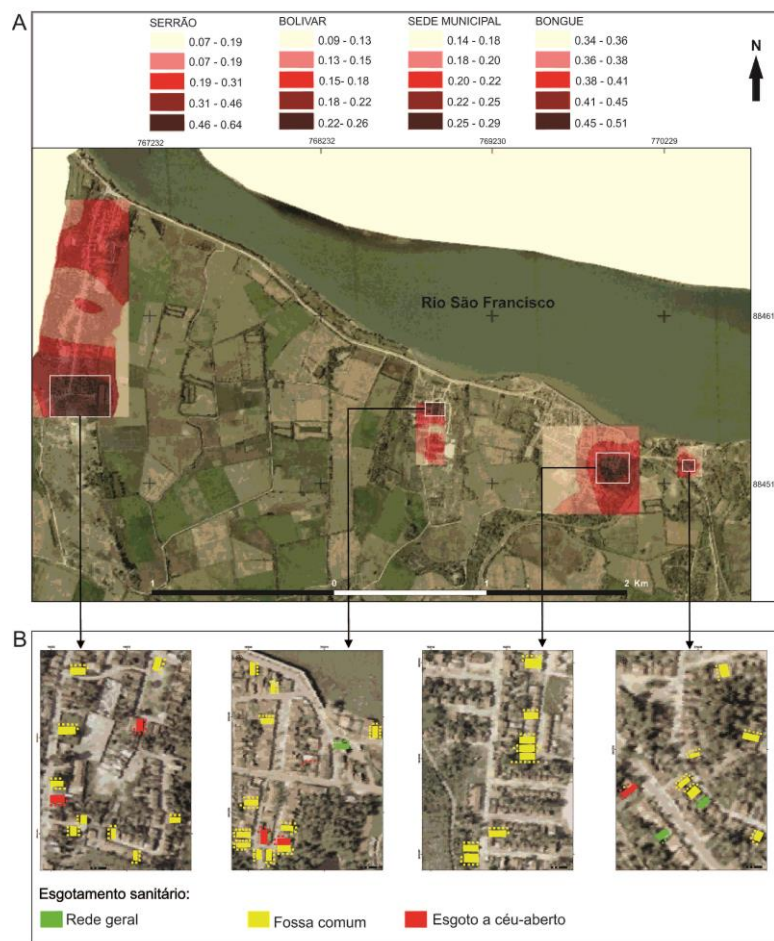 A
SERRÃO BOLIVAR SEDE MUNICIPAL BONGUE
0.07 - 0.19 0.09 - 0.13 0.14 - 0.18 0.34 - 0.36
0.07 - 0.19 0.13 - 0.15 0.18 - 0.20 0.36 - 0.38
0.19 - 0.31 0.15- 0.18 0.20 - 0.22 0.38 - 0.41
0.31 - 0.46 0.18 - 0.22 0.22 - 0.25 0.41 - 0.45
0.46 - 0.64 0.22- 0.26 0.25 - 0.29 0.45 - 0.51
N
767232 768232 769230 770229
Rio São Francisco
88461
88451
1 0 1 2 Km
B
Esgotamento sanitário:
Rede geral Fossa comum Esgoto a céu-aberto